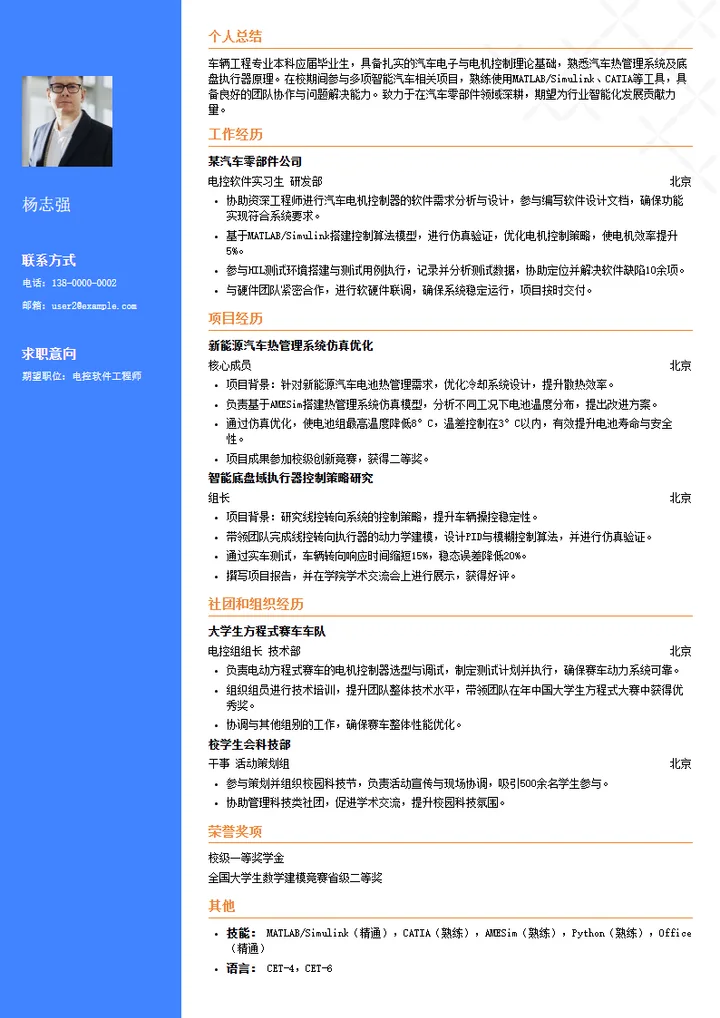 杨志强
联系方式
电话：138-0000-0002
邮箱：user2@example.com
求职意向
期望职位：电控软件工程师
个人总结
车辆工程专业本科应届毕业生，具备扎实的汽车电子与电机控制理论基础，熟悉汽车热管理系统及底
盘执行器原理。在校期间参与多项智能汽车相关项目，熟练使用MATLAB/Simulink、CATIA等工具，具
备良好的团队协作与问题解决能力。致力于在汽车零部件领域深耕，期望为行业智能化发展贡献力
量。
工作经历
某汽车零部件公司
电控软件实习生 研发部 北京
• 协助资深工程师进行汽车电机控制器的软件需求分析与设计，参与编写软件设计文档，确保功能
实现符合系统要求。
• 基于MATLAB/Simulink搭建控制算法模型，进行仿真验证，优化电机控制策略，使电机效率提升
5%。
• 参与HIL测试环境搭建与测试用例执行，记录并分析测试数据，协助定位并解决软件缺陷10余项。
• 与硬件团队紧密合作，进行软硬件联调，确保系统稳定运行，项目按时交付。
项目经历
新能源汽车热管理系统仿真优化
核心成员 北京
• 项目背景：针对新能源汽车电池热管理需求，优化冷却系统设计，提升散热效率。
• 负责基于AMESim搭建热管理系统仿真模型，分析不同工况下电池温度分布，提出改进方案。
• 通过仿真优化，使电池组最高温度降低8°C，温差控制在3°C以内，有效提升电池寿命与安全
性。
• 项目成果参加校级创新竞赛，获得二等奖。
智能底盘域执行器控制策略研究
组长 北京
• 项目背景：研究线控转向系统的控制策略，提升车辆操控稳定性。
• 带领团队完成线控转向执行器的动力学建模，设计PID与模糊控制算法，并进行仿真验证。
• 通过实车测试，车辆转向响应时间缩短15%，稳态误差降低20%。
• 撰写项目报告，并在学院学术交流会上进行展示，获得好评。
社团和组织经历
大学生方程式赛车车队
电控组组长 技术部 北京
• 负责电动方程式赛车的电机控制器选型与调试，制定测试计划并执行，确保赛车动力系统可靠。
• 组织组员进行技术培训，提升团队整体技术水平，带领团队在年中国大学生方程式大赛中获得优
秀奖。
• 协调与其他组别的工作，确保赛车整体性能优化。
校学生会科技部
干事 活动策划组 北京
• 参与策划并组织校园科技节，负责活动宣传与现场协调，吸引500余名学生参与。
• 协助管理科技类社团，促进学术交流，提升校园科技氛围。
荣誉奖项
校级一等奖学金
全国大学生数学建模竞赛省级二等奖
其他
• 技能： MATLAB/Simulink（精通），CATIA（熟练），AMESim（熟练），Python（熟练），Office
（精通）
• 语言： CET-4，CET-6